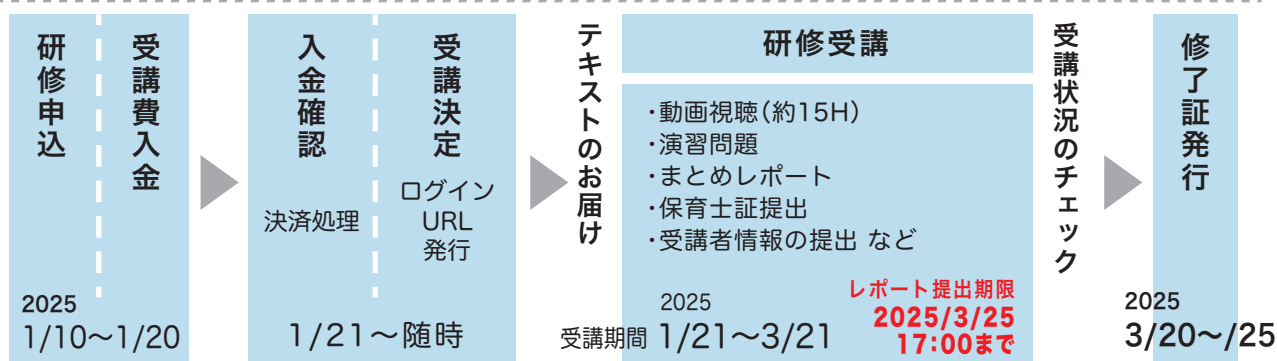 研修申込
受講費入金
2025
1/10〜1/20
入金確認
決済処理
受講決定
ログイン
URL
発行
1/21〜随時
テキストのお届け
研修受講
・動画視聴(約15H)
・演習問題
・まとめレポート
・保育士証提出
・受講者情報の提出 など
2025
受講期間 1/21〜3/21
レポート提出期限
2025/3/25
17:00まで
受講状況のチェック
修了証発行
2025
3/20〜/25